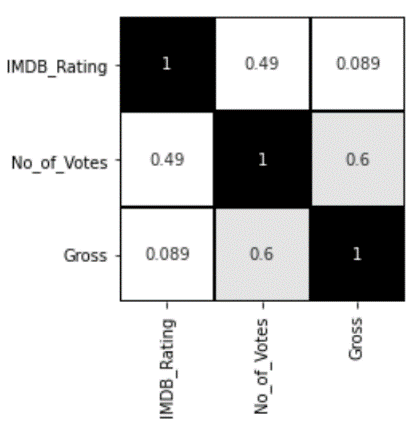 IMDB_Rating 1 0.49 0.089
No_of_Votes 0.49 1 0.6
Gross 0.089 0.6 1
IMDB_Rating
No_of_Votes
Gross